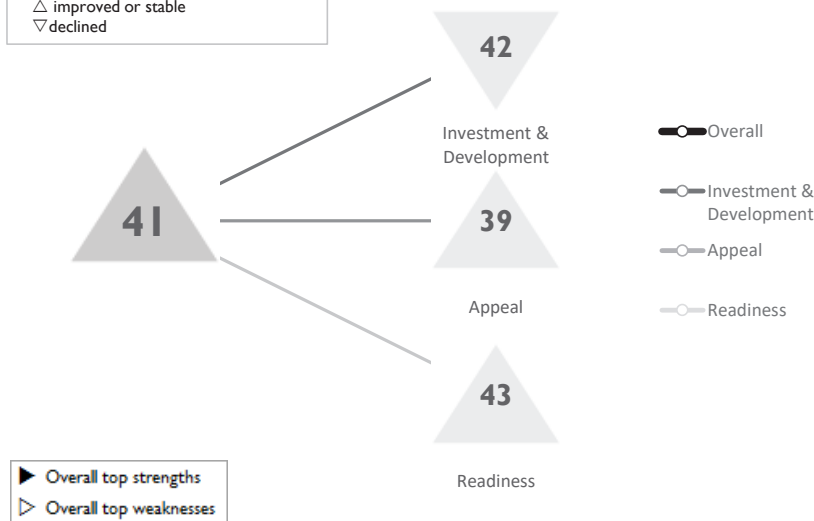 △ improved or stable
▽ declined
42
Investment &
Development
41
39
Appeal
43
Readiness
Overall
Investment &
Development
Appeal
Readiness
▶ Overall top strengths
▷ Overall top weaknesses